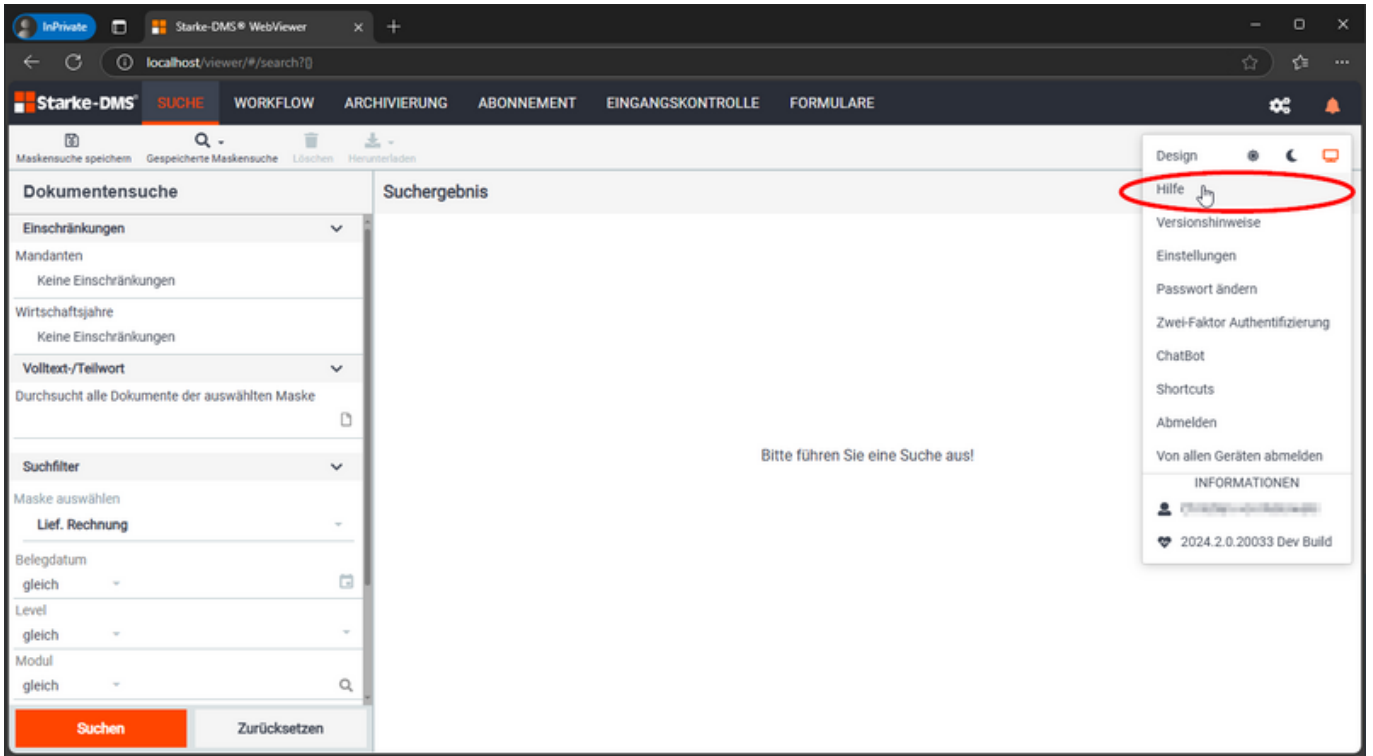 InPrivate
Starke-DMS® WebViewer
localhost/viewer/#/search?{}
Starke-DMS® SUCHE WORKFLOW ARCHIVIERUNG ABONNEMENT EINGANGSKONTROLLE FORMULARE
Maskensuche speichern Gespeicherte Maskensuche Löschen Herunterladen
Dokumentensuche
Einschränkungen
Mandanten
Keine Einschränkungen
Wirtschaftsjahre
Keine Einschränkungen
Volltext-/Teilwort
Durchsucht alle Dokumente der auswählten Maske
Suchfilter
Maske auswählen
Lief. Rechnung
Belegdatum
gleich
Level
gleich
Modul
gleich
Suchen Zurücksetzen
Suchergebnis
Bitte führen Sie eine Suche aus!
Design
Hilfe
Versionshinweise
Einstellungen
Passwort ändern
Zwei-Faktor Authentifizierung
ChatBot
Shortcuts
Abmelden
Von allen Geräten abmelden
INFORMATIONEN
2024.2.0.20033 Dev Build